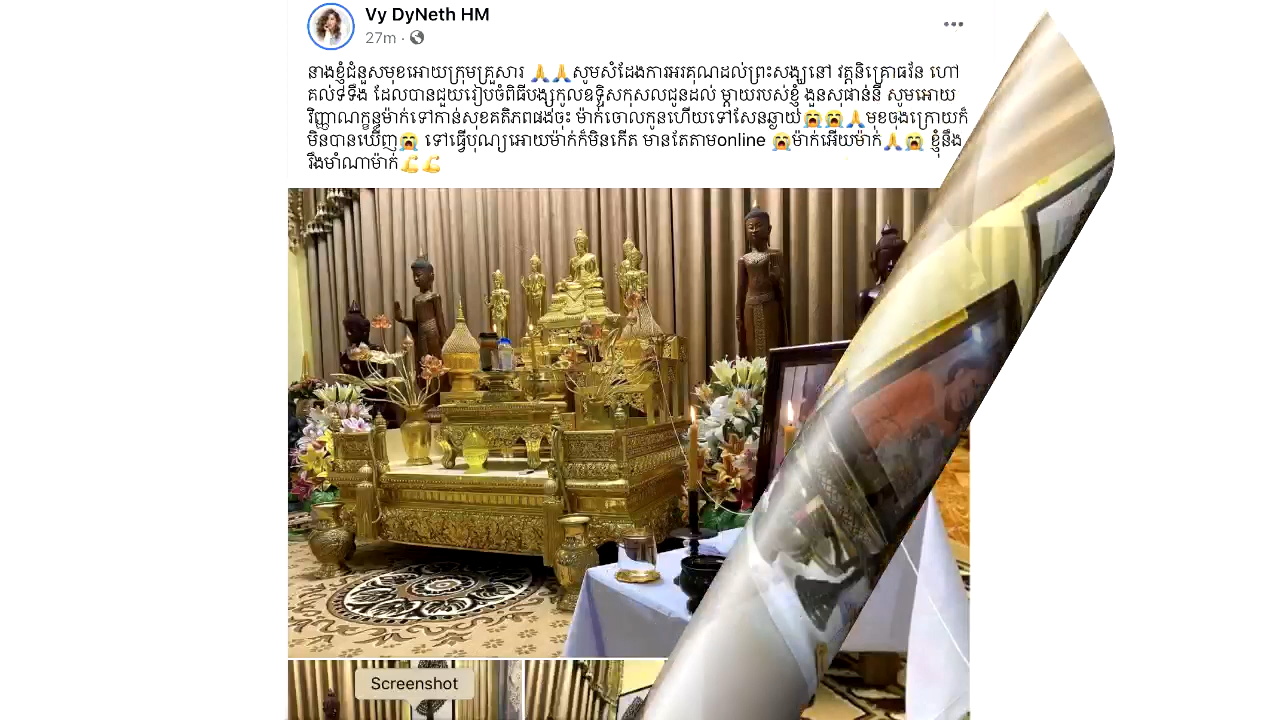 Vy DyNeth HM
27m ·
នាងខ្ញុំជំនួសមុខអោយក្រុមគ្រួសារ 🙏🙏សូមសំដែងការអរគុណដល់ព្រះសង្ឃនៅ វត្តនិគ្រោធវ័ន ហៅ
គល់ទទឹង ដែលបានជួយរៀបចំពិធីបង្សុកូលឧទ្ទិសកុសលជូនដល់ ម្តាយរបស់ខ្ញុំ ងួនសផាន់នី សូមអោយ
វិញ្ញាណក្ខន្ធម៉ាក់ទៅកាន់សុខគតិភពផងចុះ ម៉ាក់ចោលកូនហើយទៅសែនឆ្ងាយ😭😭🙏មុខចុងក្រោយក៏
មិនបានឃើញ😭 ទៅធ្វើបុណ្យអោយម៉ាក់ក៏មិនកើត មានតែតាមonline 😭ម៉ាក់អើយម៉ាក់🙏😭 ខ្ញុំនឹង
រឹងមាំណាម៉ាក់💪💪
Screenshot